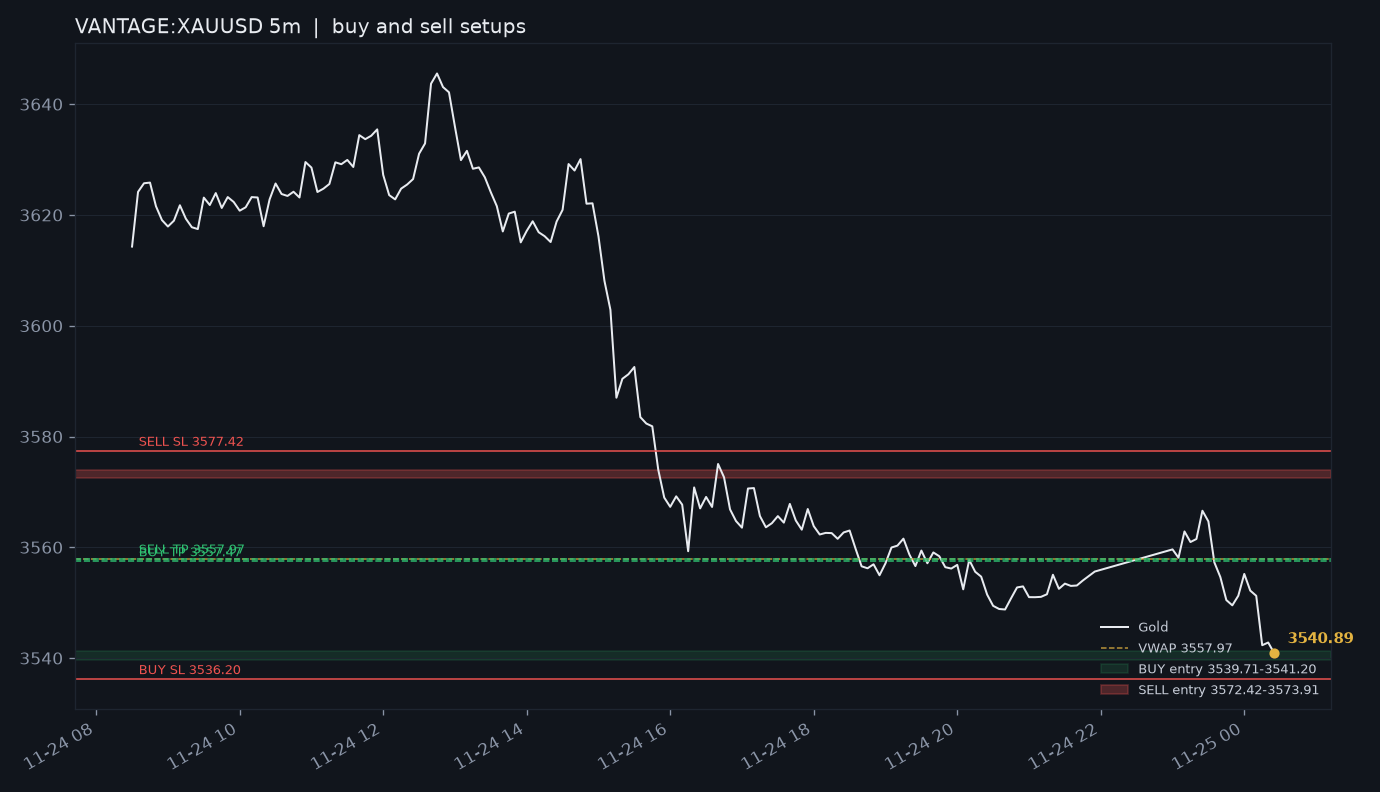 VANTAGE:XAUUSD 5m | buy and sell setups
3640
3620
3600
3580
3560
3540
SELL SL 3577.42
SELL TP 3557.97
BUY TP 3557.47
BUY SL 3536.20
3540.89
Gold
VWAP 3557.97
BUY entry 3539.71-3541.20
SELL entry 3572.42-3573.91
11-24 08
11-24 10
11-24 12
11-24 14
11-24 16
11-24 18
11-24 20
11-24 22
11-25 00